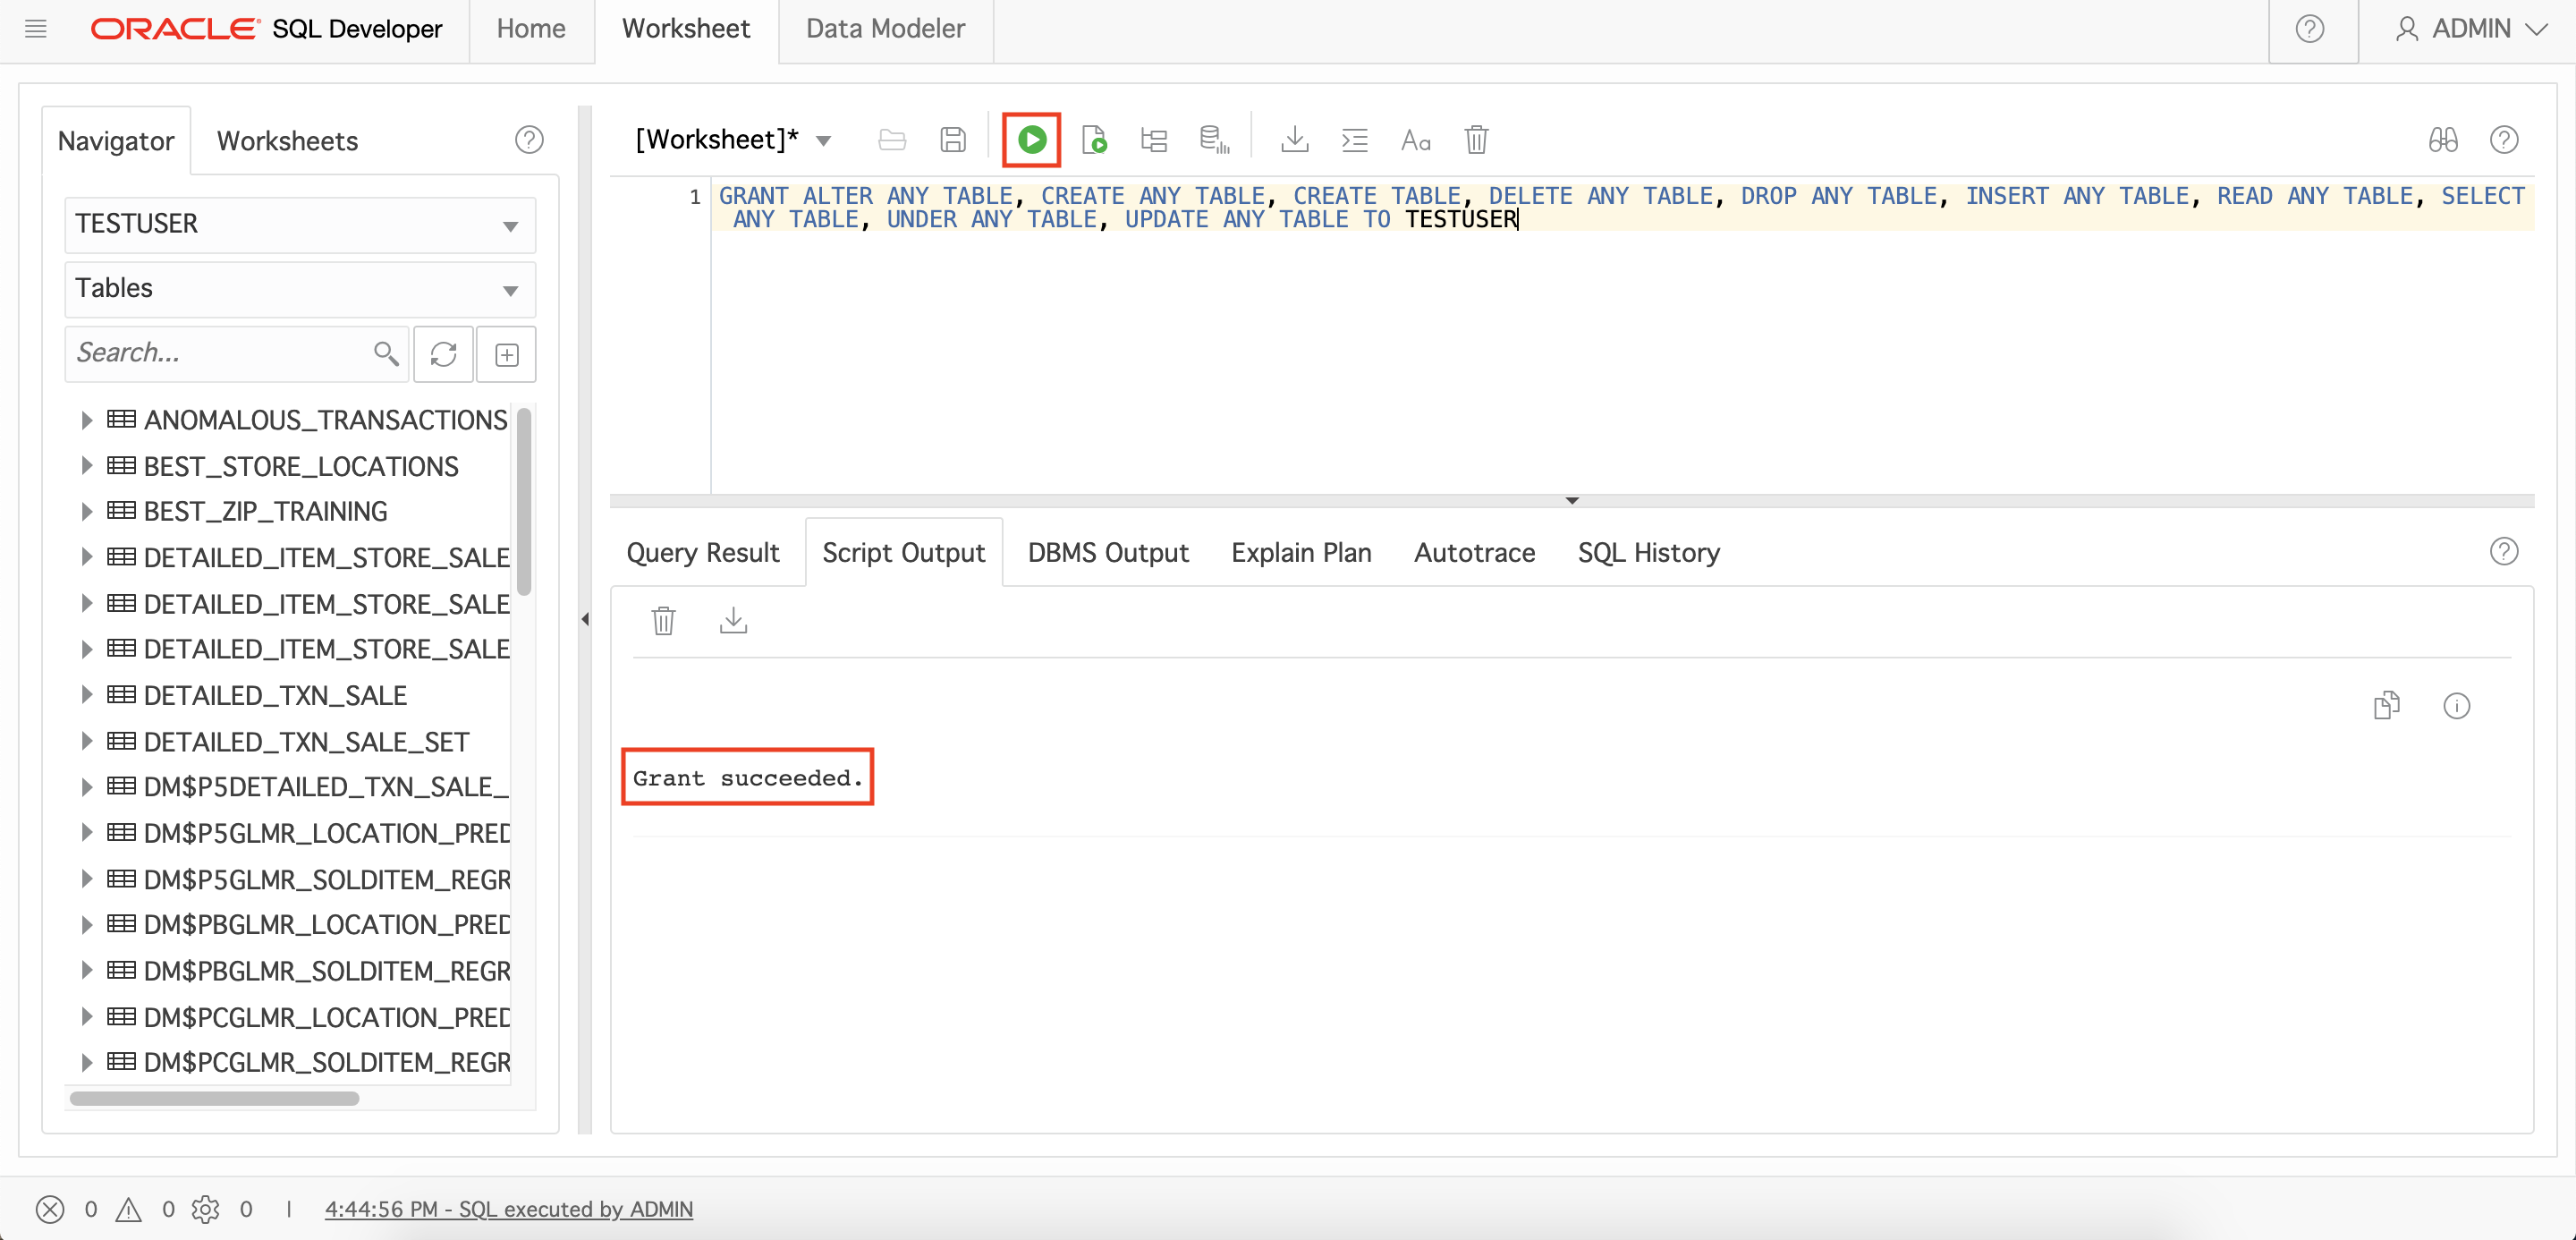 ORACLE SQL Developer
Home
Worksheet
Data Modeler
ADMIN
Navigator
Worksheets
TESTUSER
Tables
Search...
ANOMALOUS_TRANSACTIONS
BEST_STORE_LOCATIONS
BEST_ZIP_TRAINING
DETAILED_ITEM_STORE_SALE
DETAILED_ITEM_STORE_SALE
DETAILED_ITEM_STORE_SALE
DETAILED_TXN_SALE
DETAILED_TXN_SALE_SET
DM$P5DETAILED_TXN_SALE_
DM$P5GLMR_LOCATION_PRED
DM$P5GLMR_SOLDITEM_REGR
DM$PBGLMR_LOCATION_PRED
DM$PBGLMR_SOLDITEM_REGR
DM$PCGLMR_LOCATION_PRED
DM$PCGLMR_SOLDITEM_REGR
[Worksheet]*
Aa
1 GRANT ALTER ANY TABLE, CREATE ANY TABLE, CREATE TABLE, DELETE ANY TABLE, DROP ANY TABLE, INSERT ANY TABLE, READ ANY TABLE, SELECT
ANY TABLE, UNDER ANY TABLE, UPDATE ANY TABLE TO TESTUSER
Query Result
Script Output
DBMS Output
Explain Plan
Autotrace
SQL History
Grant succeeded.
0 0 0 | 4:44:56 PM - SQL executed by ADMIN